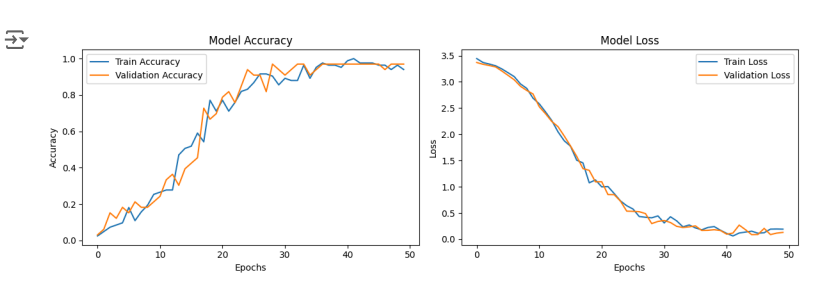 Model Accuracy
Train Accuracy
Validation Accuracy
Accuracy
1.0
0.8
0.6
0.4
0.2
0.0
0 10 20 30 40 50
Epochs
Model Loss
Train Loss
Validation Loss
Loss
3.5
3.0
2.5
2.0
1.5
1.0
0.5
0.0
0 10 20 30 40 50
Epochs